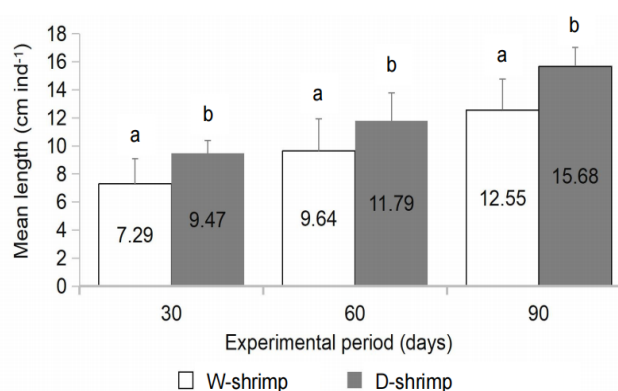 Mean length (cm ind⁻¹)
18
16
14
12
10
8
6
4
2
0
a
b
a
b
a
b
7.29
9.47
9.64
11.79
12.55
15.68
30
60
90
Experimental period (days)
W-shrimp
D-shrimp